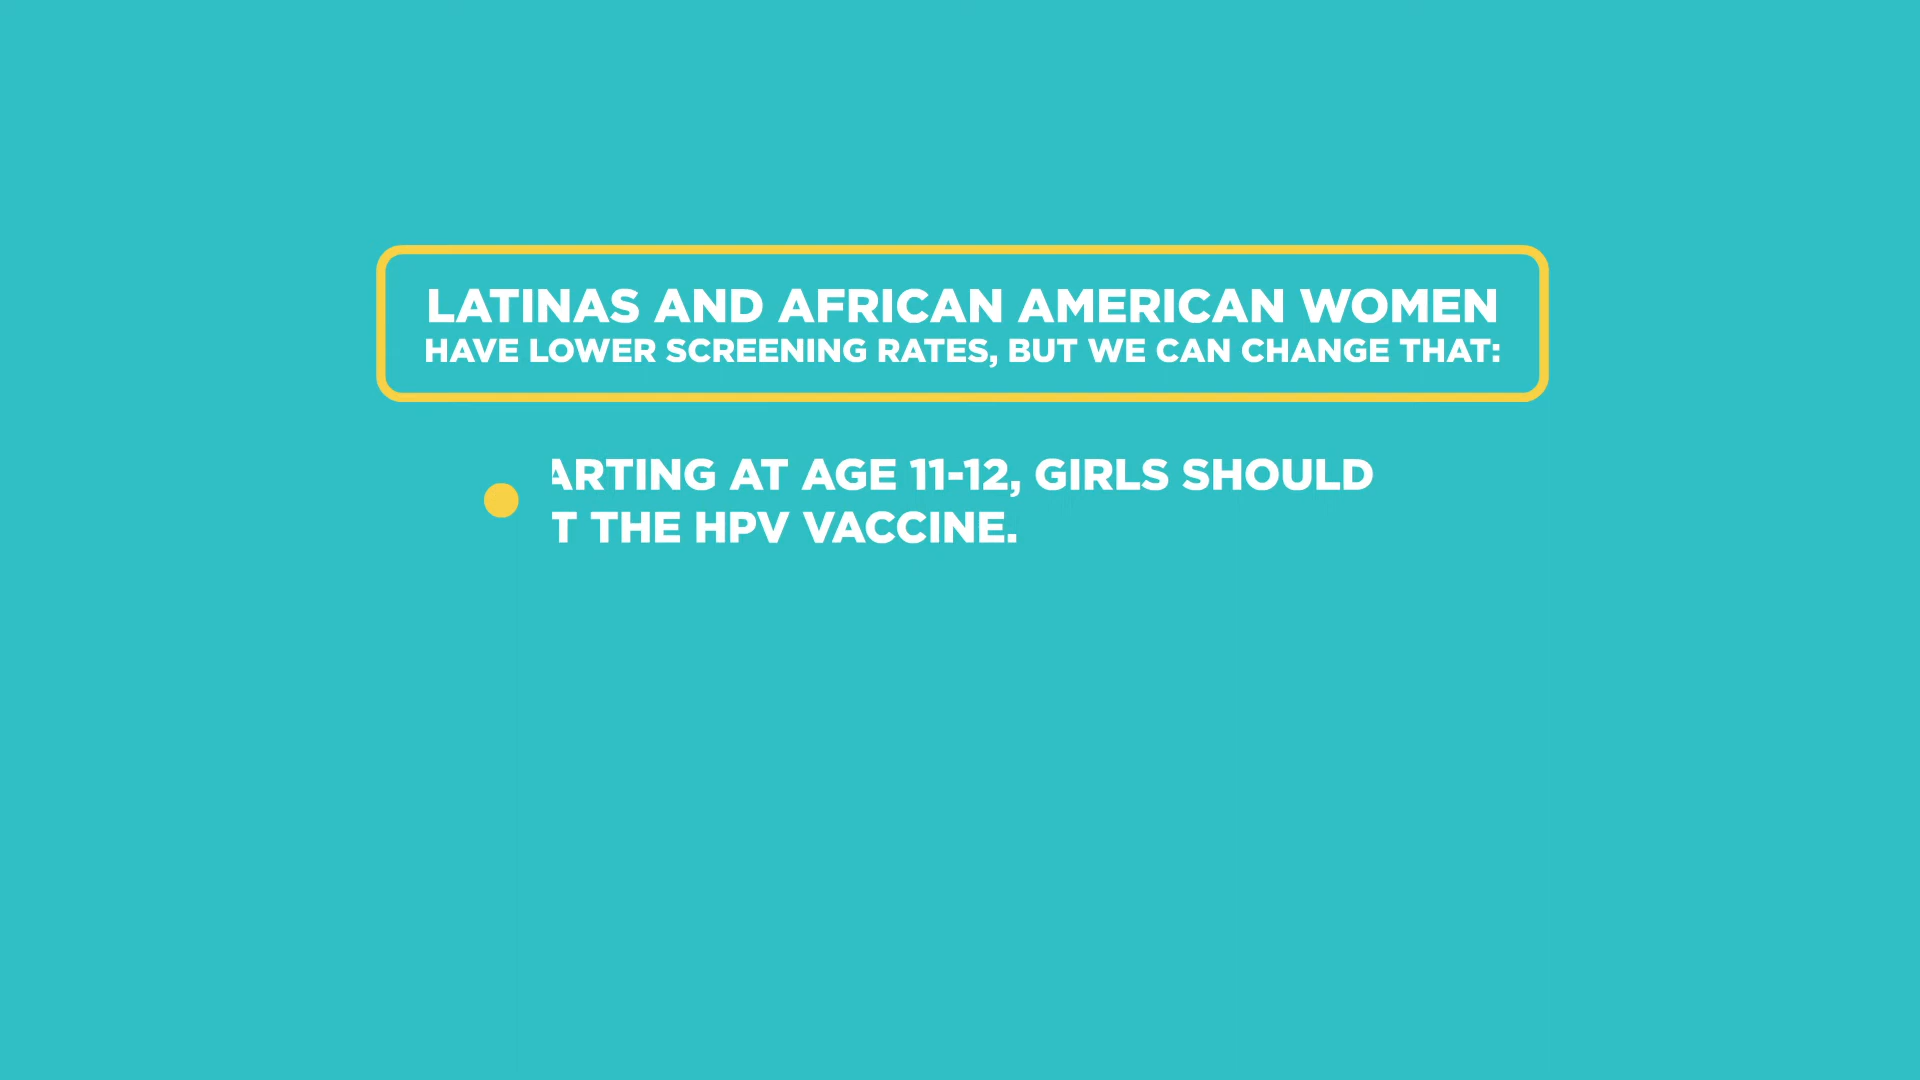 LATINAS AND AFRICAN AMERICAN WOMEN
HAVE LOWER SCREENING RATES, BUT WE CAN CHANGE THAT:
ARTING AT AGE 11-12, GIRLS SHOULD
T THE HPV VACCINE.